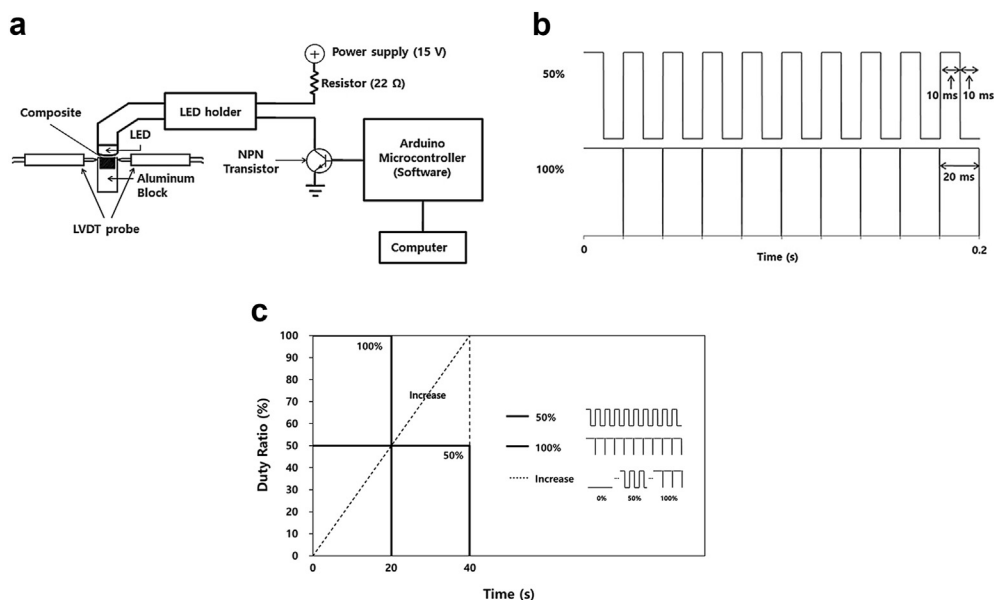 a
Power supply (15 V)
Resistor (22 Ω)
LED holder
Composite
LED
NPN
Transistor
Arduino
Microcontroller
(Software)
Aluminum
Block
LVDT probe
Computer
b
50%
10 ms
10 ms
100%
20 ms
0
0.2
Time (s)
c
Duty Ratio (%)
100
90
80
70
60
50
40
30
20
10
0
100%
Increase
50%
0
20
40
Time (s)
50%
100%
Increase
0%
50%
100%